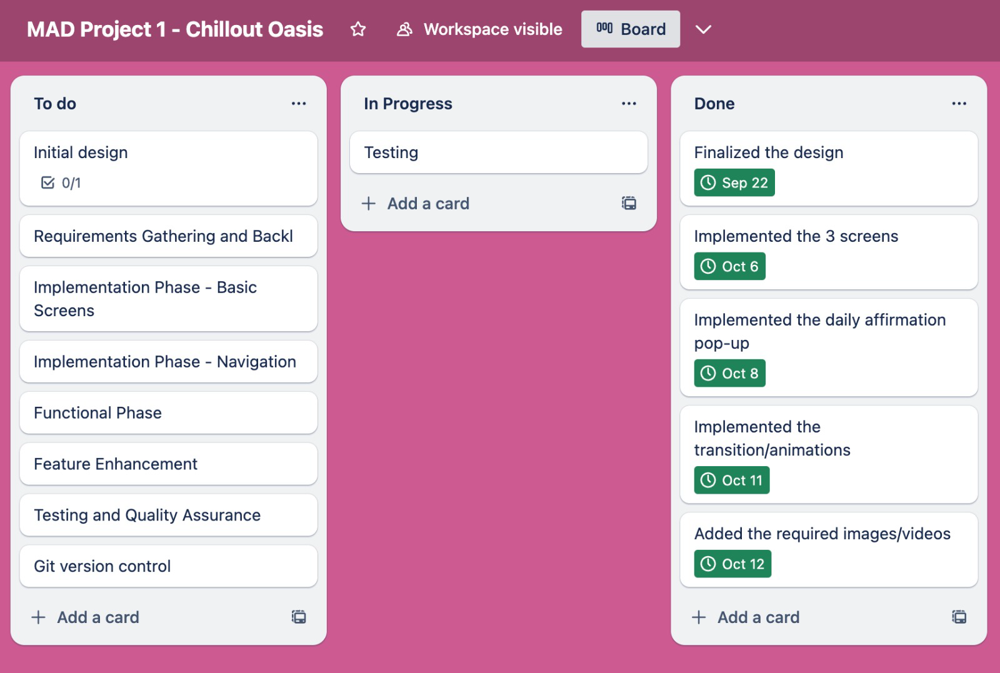 MAD Project 1 - Chillout Oasis
Workspace visible
Board
To do
Initial design
0/1
Requirements Gathering and Backl
Implementation Phase - Basic
Screens
Implementation Phase - Navigation
Functional Phase
Feature Enhancement
Testing and Quality Assurance
Git version control
Add a card
In Progress
Testing
Add a card
Done
Finalized the design
Sep 22
Implemented the 3 screens
Oct 6
Implemented the daily affirmation
pop-up
Oct 8
Implemented the
transition/animations
Oct 11
Added the required images/videos
Oct 12
Add a card